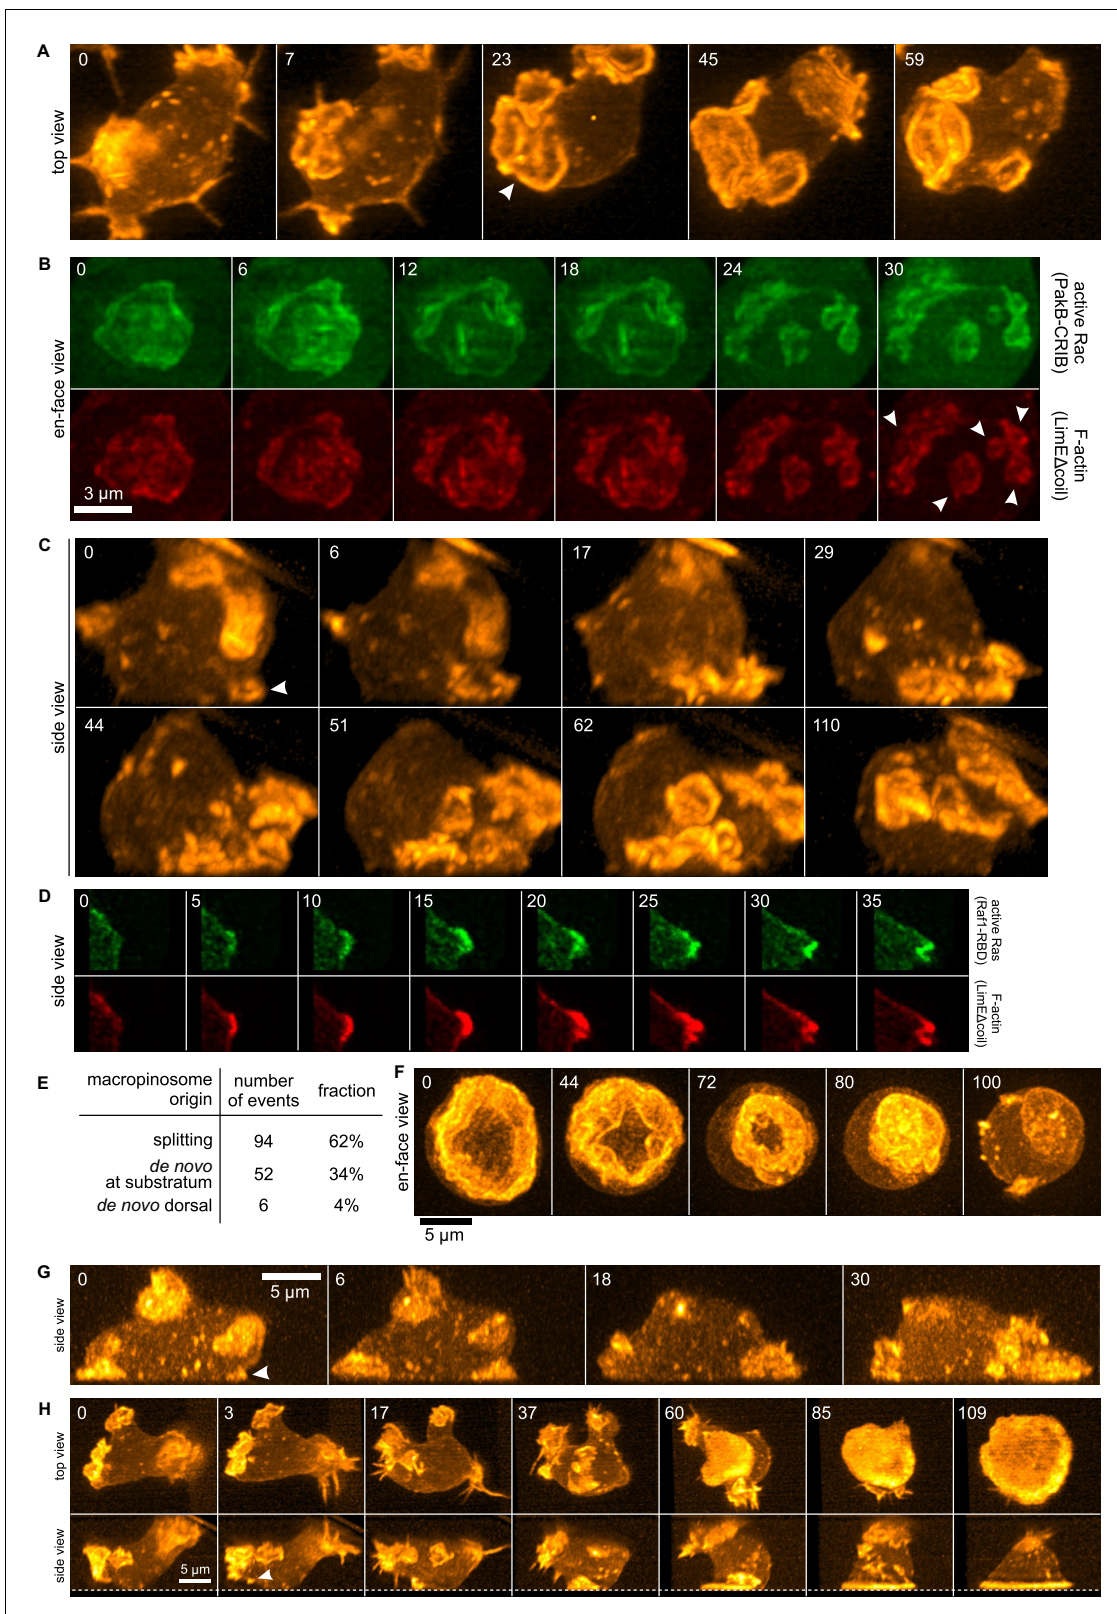 A
0 7 23 45 59
top view
B
0 6 12 18 24 30
en-face view
active Rac
(PakB-CRIB)
F-actin
(LimEΔcoil)
3 µm
C
0 6 17 29
side view
44 51 62 110
D
0 5 10 15 20 25 30 35
side view
active Ras
(Raf1-RBD)
F-actin
(LimEΔcoil)
E
macropinosome origin number of events fraction
splitting 94 62%
de novo at substratum 52 34%
de novo dorsal 6 4%
F
0 44 72 80 100
en-face view
5 µm
G
0 6 18 30
5 µm
side view
H
0 3 17 37 60 85 109
top view
side view
5 µm